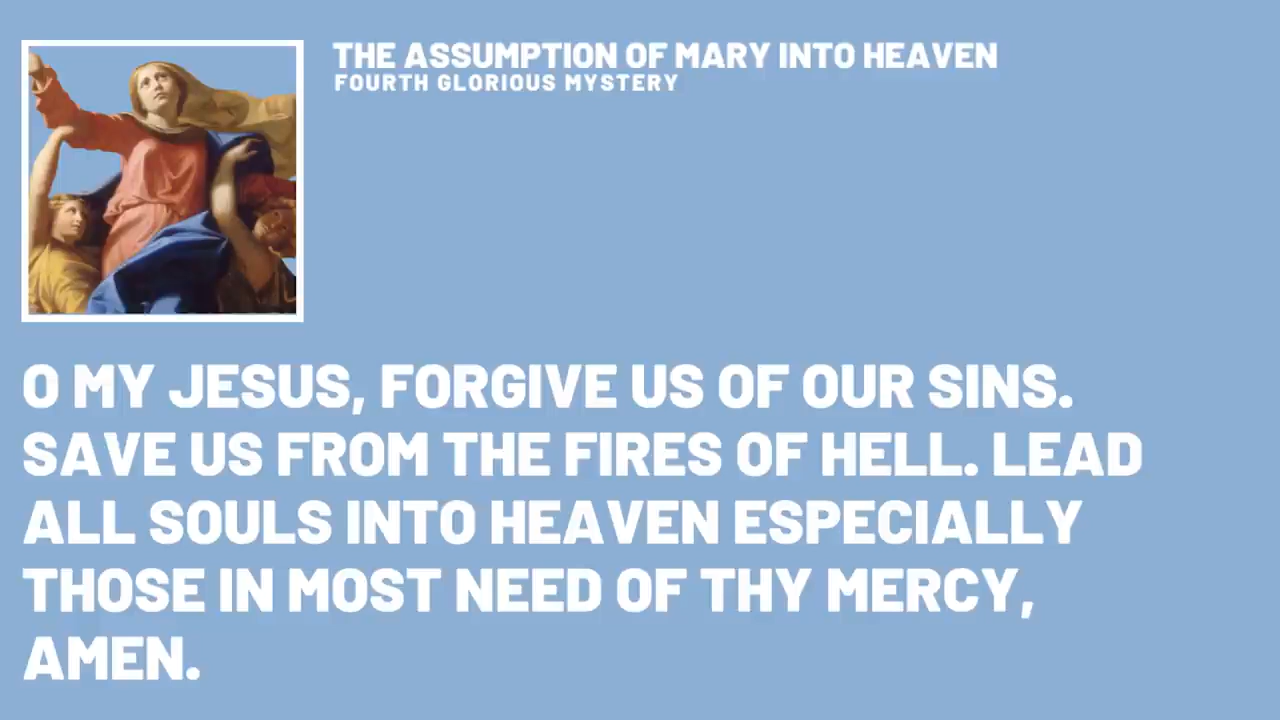 THE ASSUMPTION OF MARY INTO HEAVEN
FOURTH GLORIOUS MYSTERY
O MY JESUS, FORGIVE US OF OUR SINS.
SAVE US FROM THE FIRES OF HELL. LEAD
ALL SOULS INTO HEAVEN ESPECIALLY
THOSE IN MOST NEED OF THY MERCY,
AMEN.